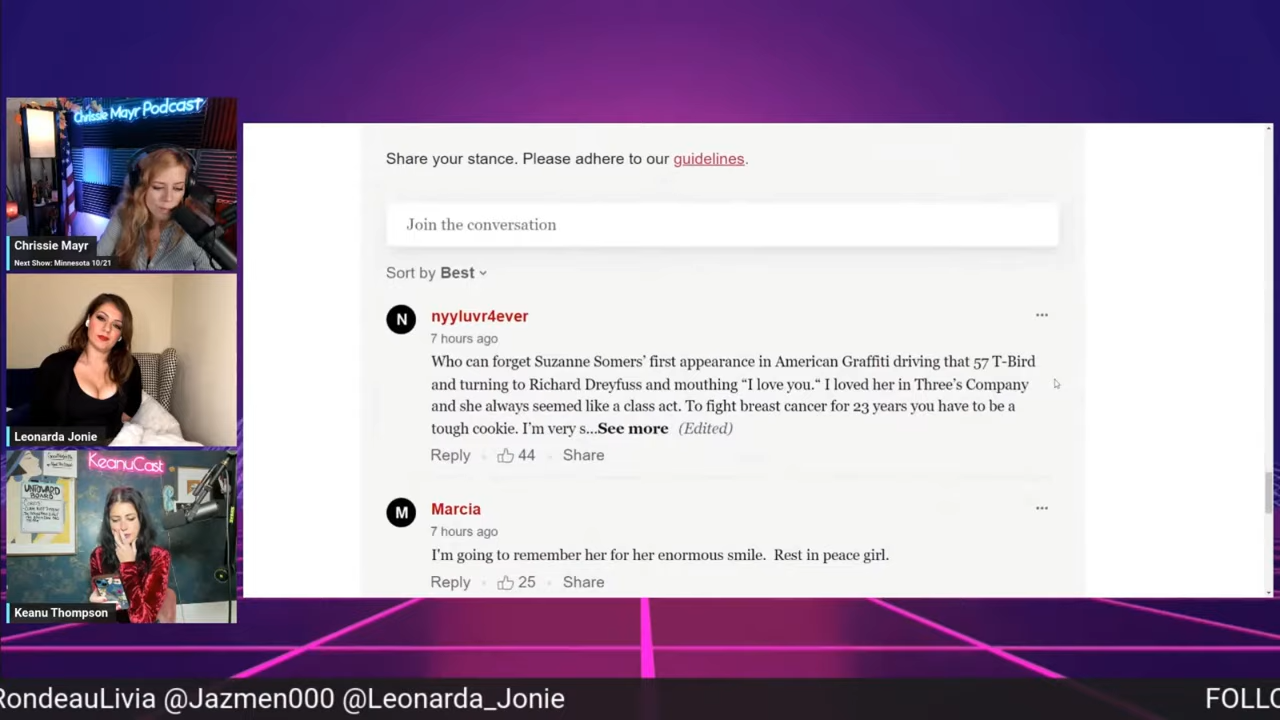 Chrissie Mayr Podcast
Chrissie Mayr
Next Show: Minnesota 10/21
Leonarda Jonie
KeanuCast
UNTOWARD
Keanu Thompson
Share your stance. Please adhere to our guidelines.
Join the conversation
Sort by Best
N
nyyluvr4ever
7 hours ago
Who can forget Suzanne Somers’ first appearance in American Graffiti driving that 57 T-Bird
and turning to Richard Dreyfuss and mouthing “I love you.“ I loved her in Three’s Company
and she always seemed like a class act. To fight breast cancer for 23 years you have to be a
tough cookie. I’m very s...See more (Edited)
Reply 44 Share
M
Marcia
7 hours ago
I'm going to remember her for her enormous smile. Rest in peace girl.
Reply 25 Share
RondeauLivia @Jazmen000 @Leonarda_Jonie
FOLLO